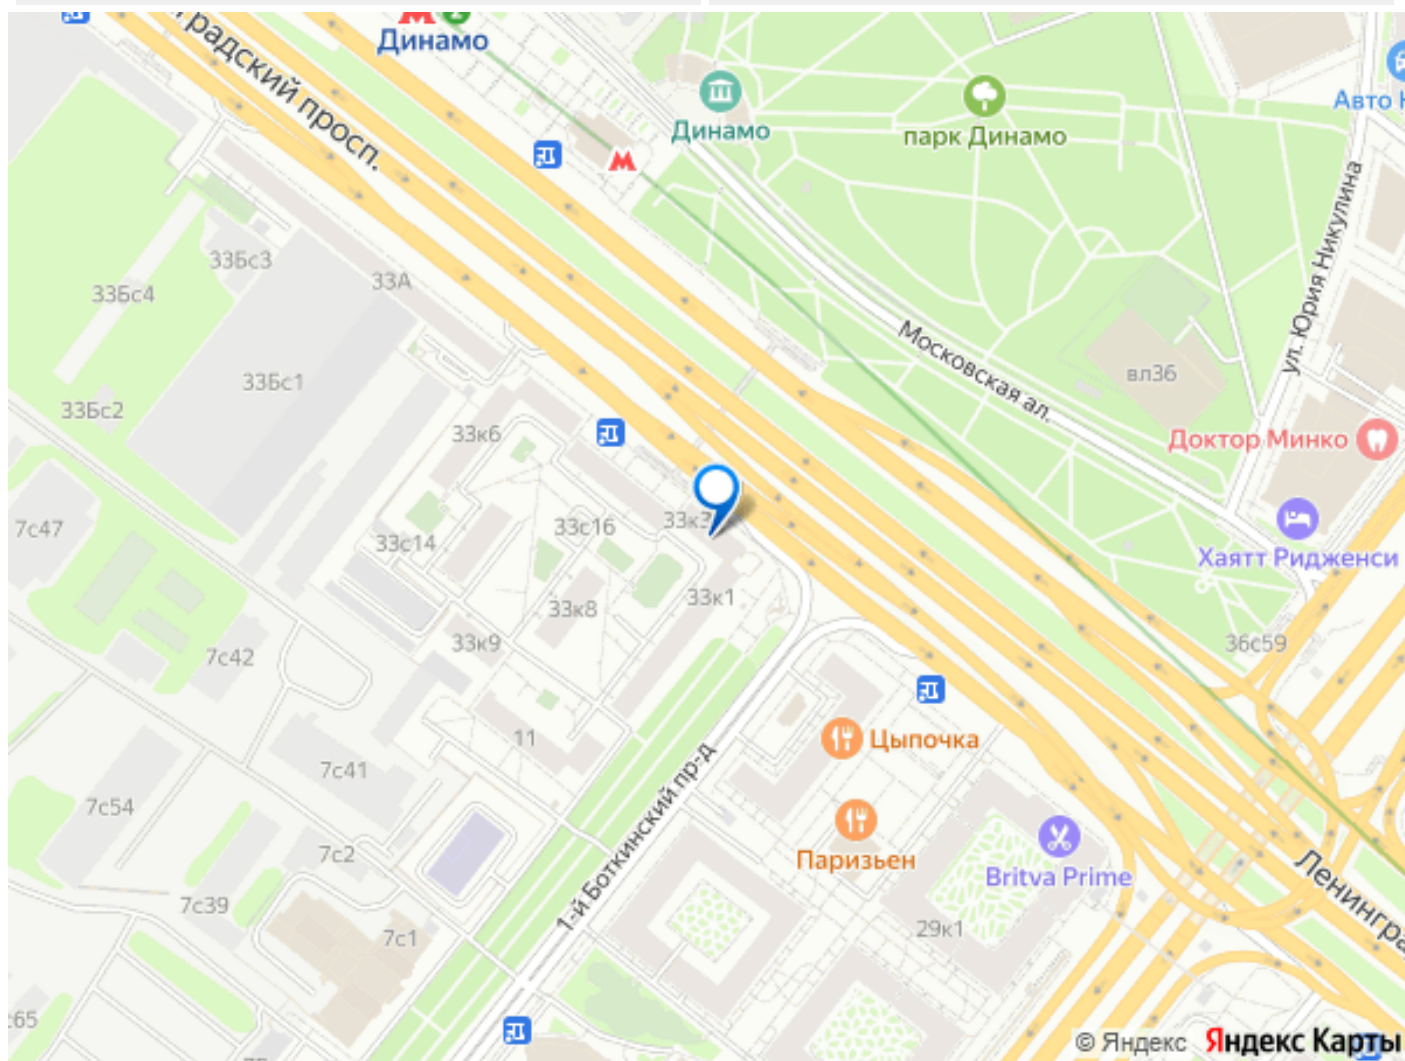 Динамо
градский просп.
Динамо
парк Динамо
Авто
ул. Юрия Никулина
33Бс3
33А
33Бс4
Московская ал.
вл36
33Бс1
33Бс2
33к6
Доктор Минко
7с47
33с14
33с16
33к3
Хаятт Ридженси
33к1
33к8
33к9
7с42
36с59
11
Цыпочка
7с41
1-й Боткинский пр-д
7с54
7с2
Паризьен
Britva Prime
Ленингра
7с39
7с1
29к1
с65
© Яндекс Яндекс Карты